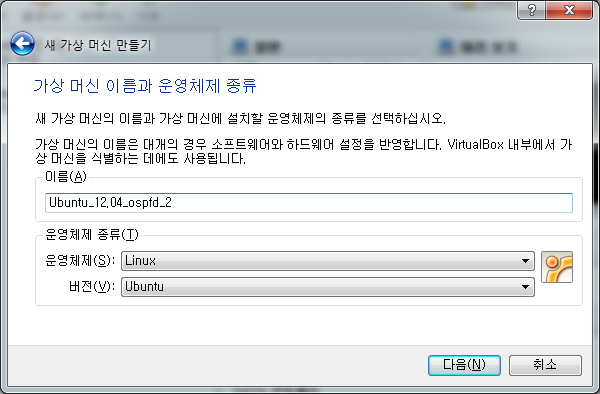 새 가상 머신 만들기
가상 머신 이름과 운영체제 종류
새 가상 머신의 이름과 가상 머신에 설치할 운영체제의 종류를 선택하십시오.
가상 머신의 이름은 대개의 경우 소프트웨어와 하드웨어 설정을 반영합니다. VirtualBox 내부에서 가
상 머신을 식별하는 데에도 사용됩니다.
이름(A)
Ubuntu_12.04_ospfd_2
운영체제 종류(T)
운영체제(S): Linux
버전(V): Ubuntu
다음(N) 취소